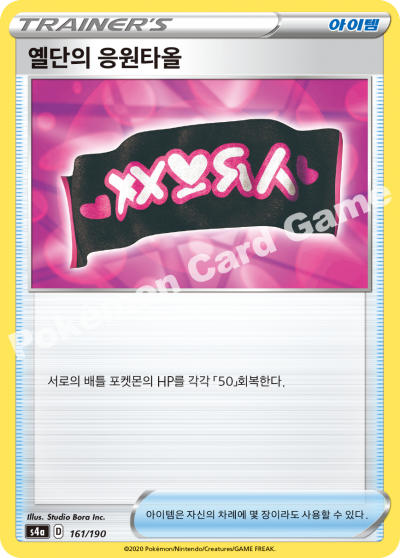 TRAINER'S
아이템
옐단의 응원타올
Pokémon Card Game
서로의 배틀 포켓몬의 HP를 각각 「50」회복한다.
Illus. Studio Bora Inc.
s4a D 161/190
아이템은 자신의 차례에 몇 장이라도 사용할 수 있다.
©2020 Pokémon/Nintendo/Creatures/GAME FREAK.